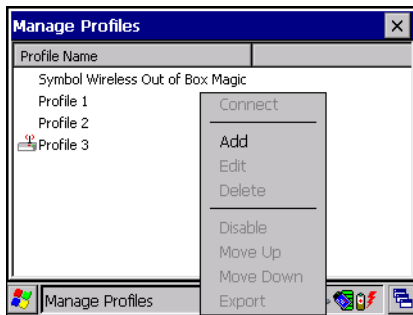 Manage Profiles
Profile Name
Symbol Wireless Out of Box Magic
Profile 1
Profile 2
Profile 3
Connect
Add
Edit
Delete
Disable
Move Up
Move Down
Export
Manage Profiles